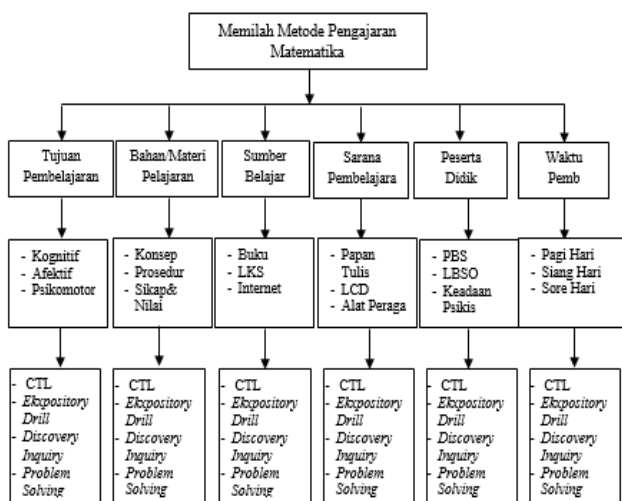 Memilah Metode Pengajaran
Matematika
Tujuan
Pembelajaran
Bahan/Materi
Pelajaran
Sumber
Belajar
Sarana
Pembelajara
Peserta
Didik
Waktu
Pemb
- Kognitif
- Afektif
- Psikomotor
- Konsep
- Prosedur
- Sikap&
Nilai
- Buku
- LKS
- Internet
- Papan
Tulis
- LCD
- Alat Peraga
- PBS
- LBSO
- Keadaan
Psikis
- Pagi Hari
- Siang Hari
- Sore Hari
- CTL
- Ekxpository
Drill
- Discovery
Inquiry
- Problem
Solving
- CTL
- Ekxpository
Drill
- Discovery
Inquiry
- Problem
Solving
- CTL
- Ekxpository
Drill
- Discovery
Inquiry
- Problem
Solving
- CTL
- Ekxpository
Drill
- Discovery
Inquiry
- Problem
Solving
- CTL
- Ekxpository
Drill
- Discovery
Inquiry
- Problem
Solving
- CTL
- Ekxpository
Drill
- Discovery
Inquiry
- Problem
Solving